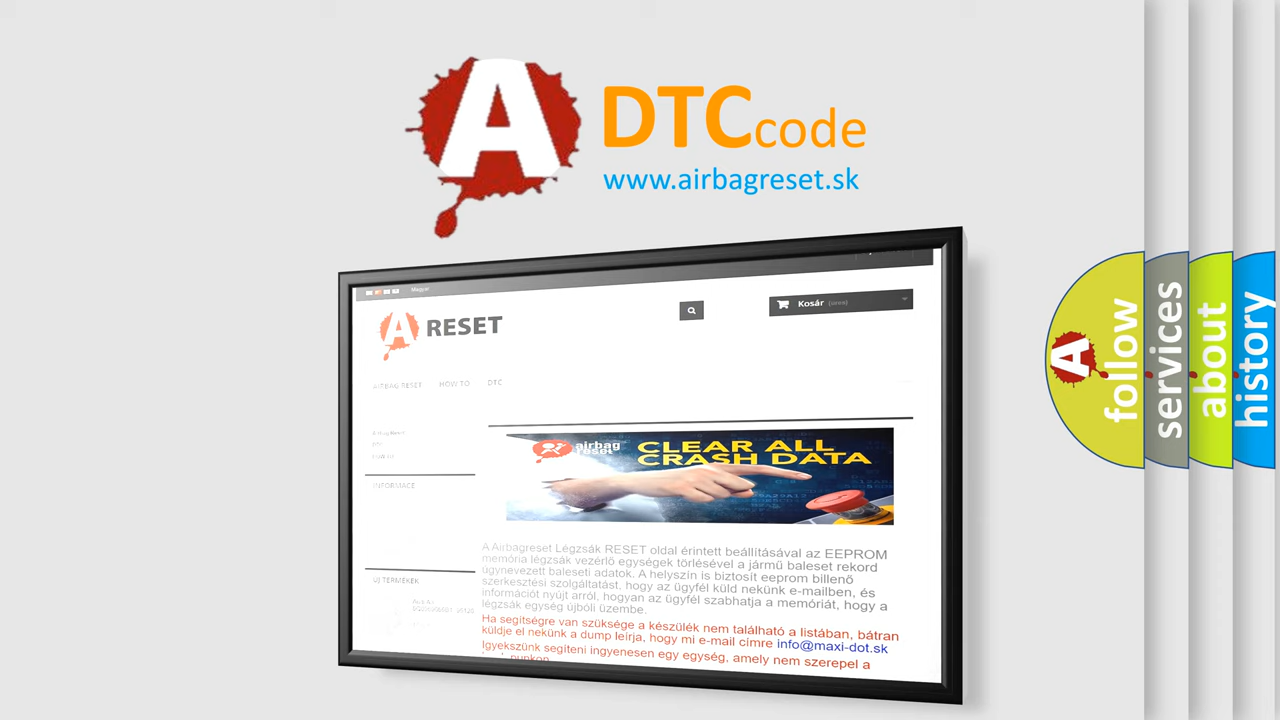 A DTC code
www.airbagreset.sk
Magyar
Kosár (üres)
A RESET
AIRBAG RESET HOW TO DTC
DTC
INFORMACE
airbag reset
CLEAR ALL
CRASH DATA
A Airbagreset Légzsák RESET oldal érintett beállításával az EEPROM
memória légzsák vezérlő egységek törlésével a jármű baleset rekord
úgynevezett baleseti adatok. A helyszín is biztosít eeprom billenő
szerkesztési szolgáltatást, hogy az ügyfél küld nekünk e-mailben, és
információt nyújt arról, hogyan az ügyfél szabhatja a memóriát, hogy a
légzsák egység újbóli üzembe.
ÚJ TERMÉKEK
Ha segítségre van szüksége a készülék nem található a listában, bátran
küldje el nekünk a dump leírja, hogy mi e-mail címre info@maxi-dot.sk
Igyekszünk segíteni ingyenesen egy egység, amely nem szerepel a
A follow
services
about
history